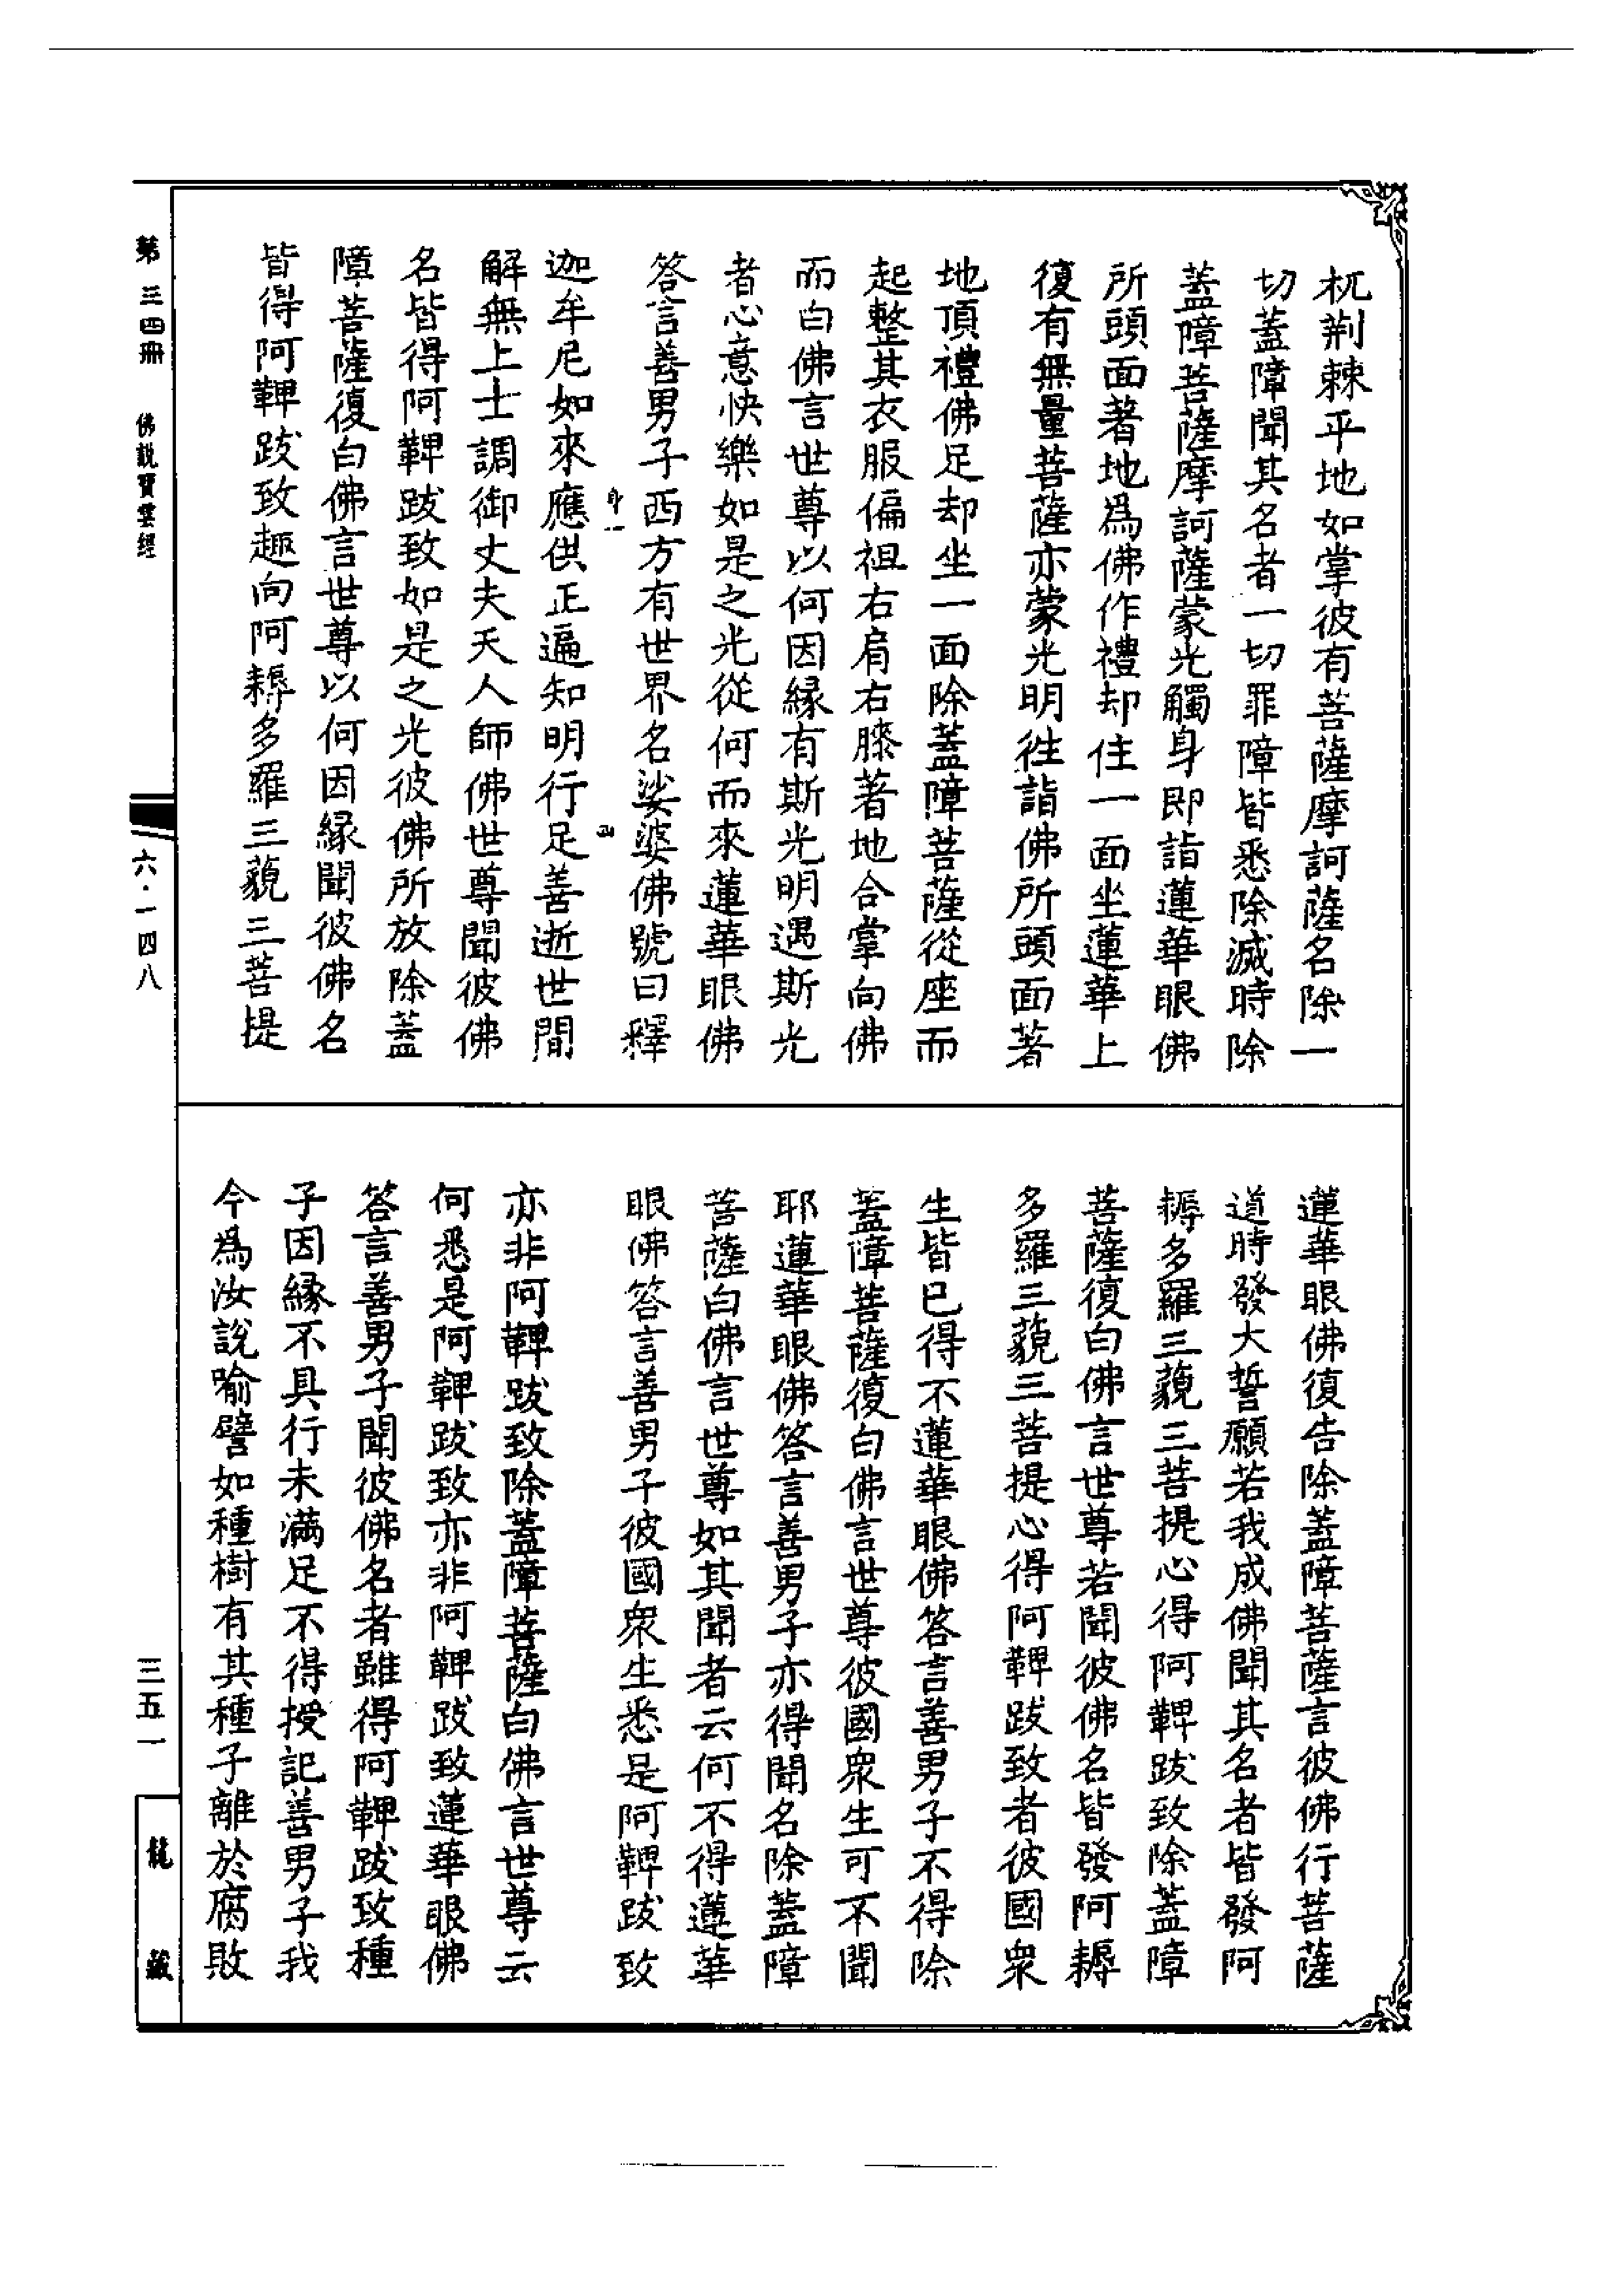 杌荆棘平地如掌彼有菩薩摩訶薩名除一
切蓋障聞其名者一切罪障皆悉除滅時除
蓋障菩薩摩訶薩蒙光觸身即詣蓮華眼佛
所頭面著地爲佛作禮却住一面坐蓮華上
復有無量菩薩亦蒙光明徃詣佛所頭面著
地頂禮佛足却坐一面除蓋障菩薩從座而
起整其衣服偏袒右肩右膝著地合掌向佛
而白佛言世尊以何因緣有斯光明遇斯光
者心意快樂如是之光從何而來蓮華眼佛
答言善男子西方有世界名娑婆佛號曰釋
迦牟尼如來應供正遍知明行足善逝世間
解無上士調御丈夫天人師佛世尊聞彼佛
名皆得阿鞞跋致如是之光彼佛所放除蓋
障菩薩復白佛言世尊以何因緣聞彼佛名
皆得阿鞞跋致趣向阿耨多羅三藐三菩提
蓮華眼佛復告除蓋障菩薩言彼佛行菩薩
道時發大誓願若我成佛聞其名者皆發阿
耨多羅三藐三菩提心得阿鞞跋致除蓋障
菩薩復白佛言世尊若聞彼佛名皆發阿耨
多羅三藐三菩提心得阿鞞跋致者彼國衆
生皆已得不蓮華眼佛答言善男子不得除
蓋障菩薩復白佛言世尊彼國衆生可不聞
耶蓮華眼佛答言善男子亦得聞名除蓋障
菩薩白佛言世尊如其聞者云何不得蓮華
眼佛答言善男子彼國衆生悉是阿鞞跋致
亦非阿鞞跋致除蓋障菩薩白佛言世尊云
何悉是阿鞞跋致亦非阿鞞跋致蓮華眼佛
答言善男子聞彼佛名者雖得阿鞞跋致種
子因緣不具行未滿足不得授記善男子我
今爲汝說喻譬如種樹有其種子離於腐敗
第三四冊 佛說寶雲經
六·一四八
三五一
龍藏